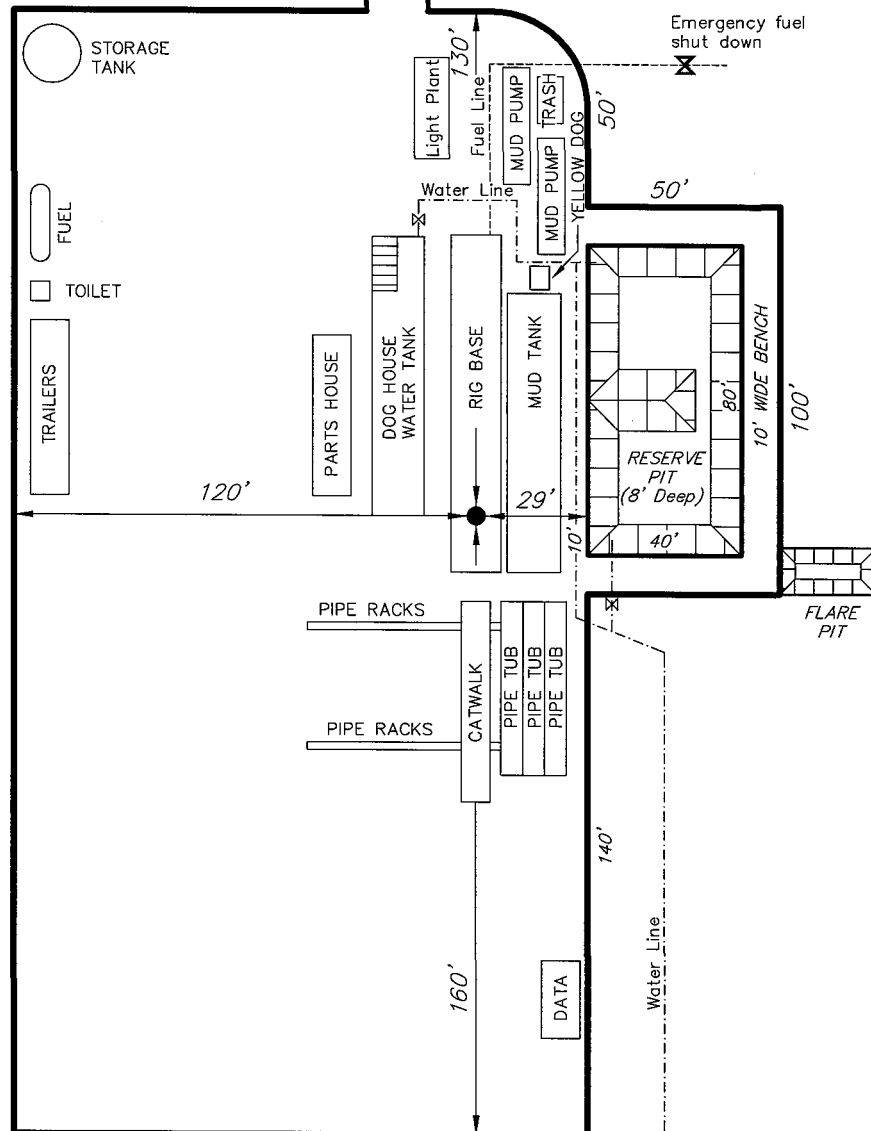 Emergency fuel
shut down
STORAGE
TANK
130'
Light Plant
Fuel Line
MUD PUMP
TRASH
50'
MUD PUMP
YELLOW DOG
Water Line
50'
FUEL
TOILET
TRAILERS
PARTS HOUSE
DOG HOUSE
WATER TANK
RIG BASE
MUD TANK
80'
10' WIDE BENCH
100'
RESERVE
PIT
(8' Deep)
120'
29'
10'
40'
FLARE
PIT
PIPE RACKS
CATWALK
PIPE TUB
PIPE TUB
PIPE TUB
PIPE RACKS
140'
160'
DATA
Water Line